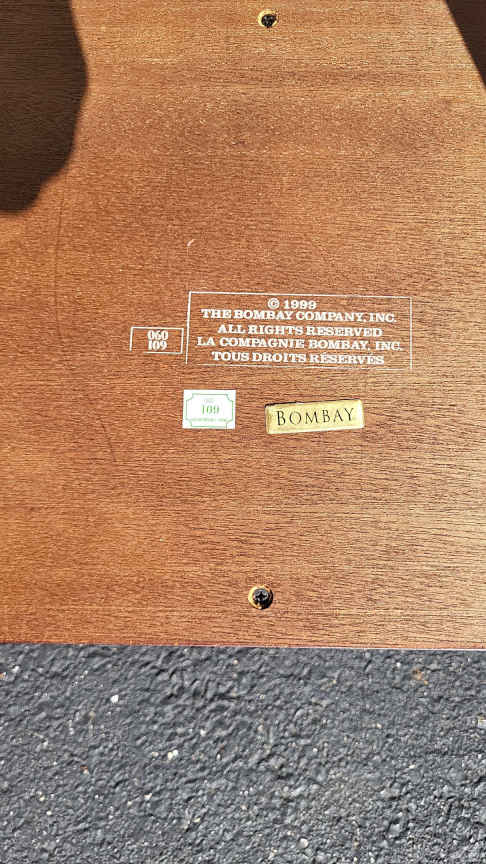 © 1999
THE BOMBAY COMPANY, INC.
ALL RIGHTS RESERVED
LA COMPAGNIE BOMBAY, INC.
TOUS DROITS RÉSERVÉS
060
109
109
BOMBAY